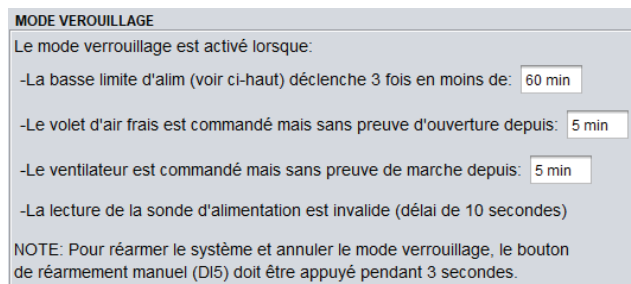 MODE VEROUILLAGE
Le mode verrouillage est activé lorsque:
-La basse limite d'alim (voir ci-haut) déclenche 3 fois en moins de: 60 min
-Le volet d'air frais est commandé mais sans preuve d'ouverture depuis: 5 min
-Le ventilateur est commandé mais sans preuve de marche depuis: 5 min
-La lecture de la sonde d'alimentation est invalide (délai de 10 secondes)
NOTE: Pour réarmer le système et annuler le mode verrouillage, le bouton
de réarmement manuel (DI5) doit être appuyé pendant 3 secondes.